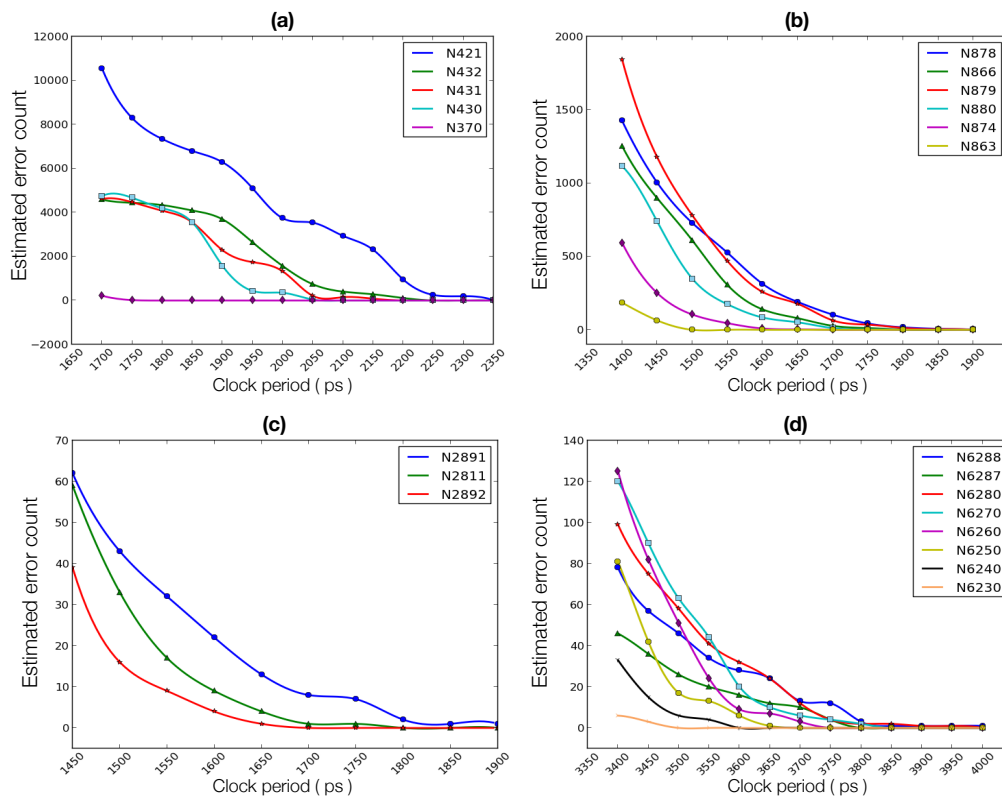 (a)
12000
10000
8000
6000
4000
2000
0
−2000
Estimated error count
1650
1700
1750
1800
1850
1900
1950
2000
2050
2100
2150
2200
2250
2300
2350
Clock period ( ps )
N421
N432
N431
N430
N370
(b)
2000
1500
1000
500
0
Estimated error count
1350
1400
1450
1500
1550
1600
1650
1700
1750
1800
1850
1900
Clock period ( ps )
N878
N866
N879
N880
N874
N863
(c)
70
60
50
40
30
20
10
0
Estimated error count
1450
1500
1550
1600
1650
1700
1750
1800
1850
1900
Clock period ( ps )
N2891
N2811
N2892
(d)
140
120
100
80
60
40
20
0
Estimated error count
3400
3350
3450
3500
3550
3600
3650
3700
3750
3800
3850
3900
3950
4000
Clock period ( ps )
N6288
N6287
N6280
N6270
N6260
N6250
N6240
N6230